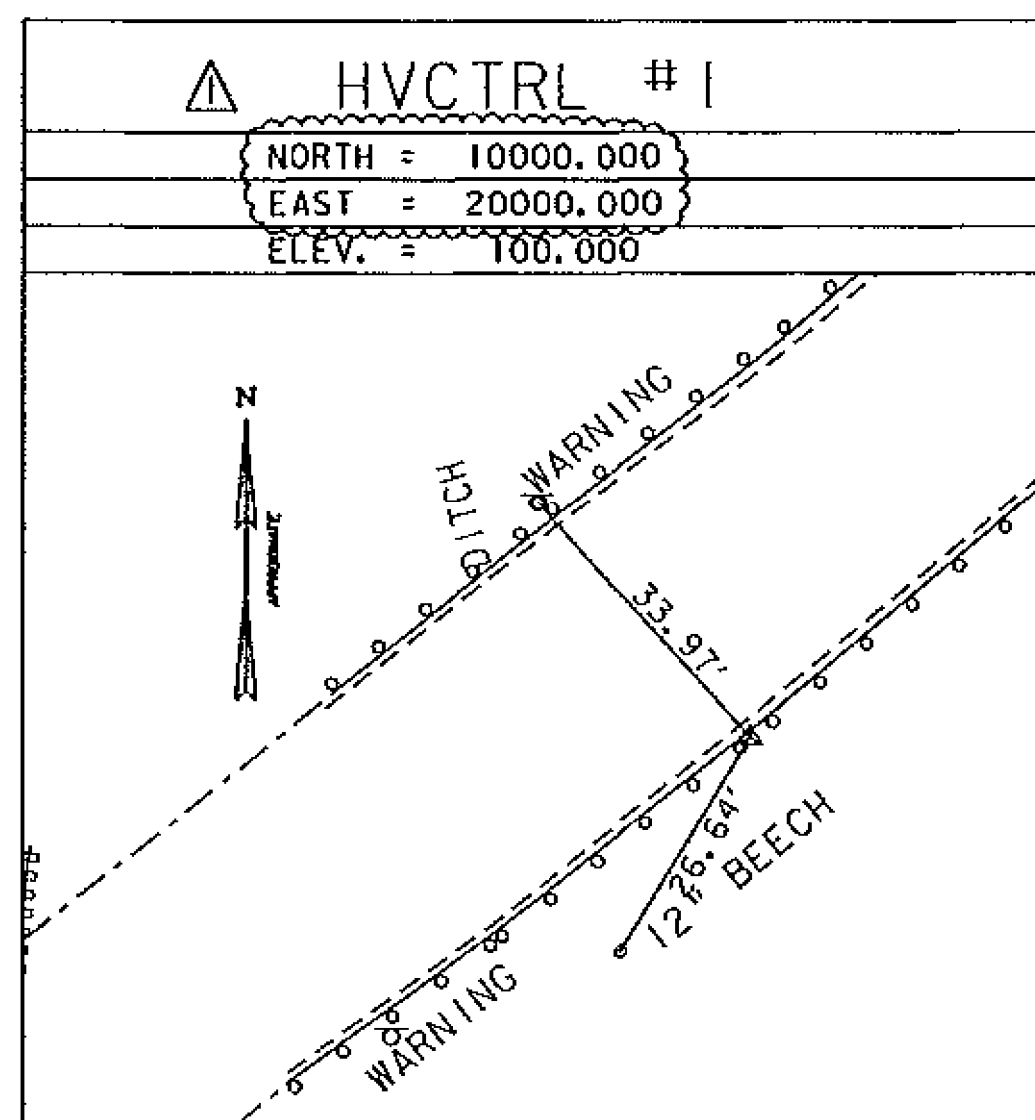 HVCTRL #1
NORTH = 10000.000
EAST = 20000.000
ELEV. = 100.000
N
APPROXIMATE
WARNING
DITCH
33.97'
26.64'
12" BEECH
WARNING